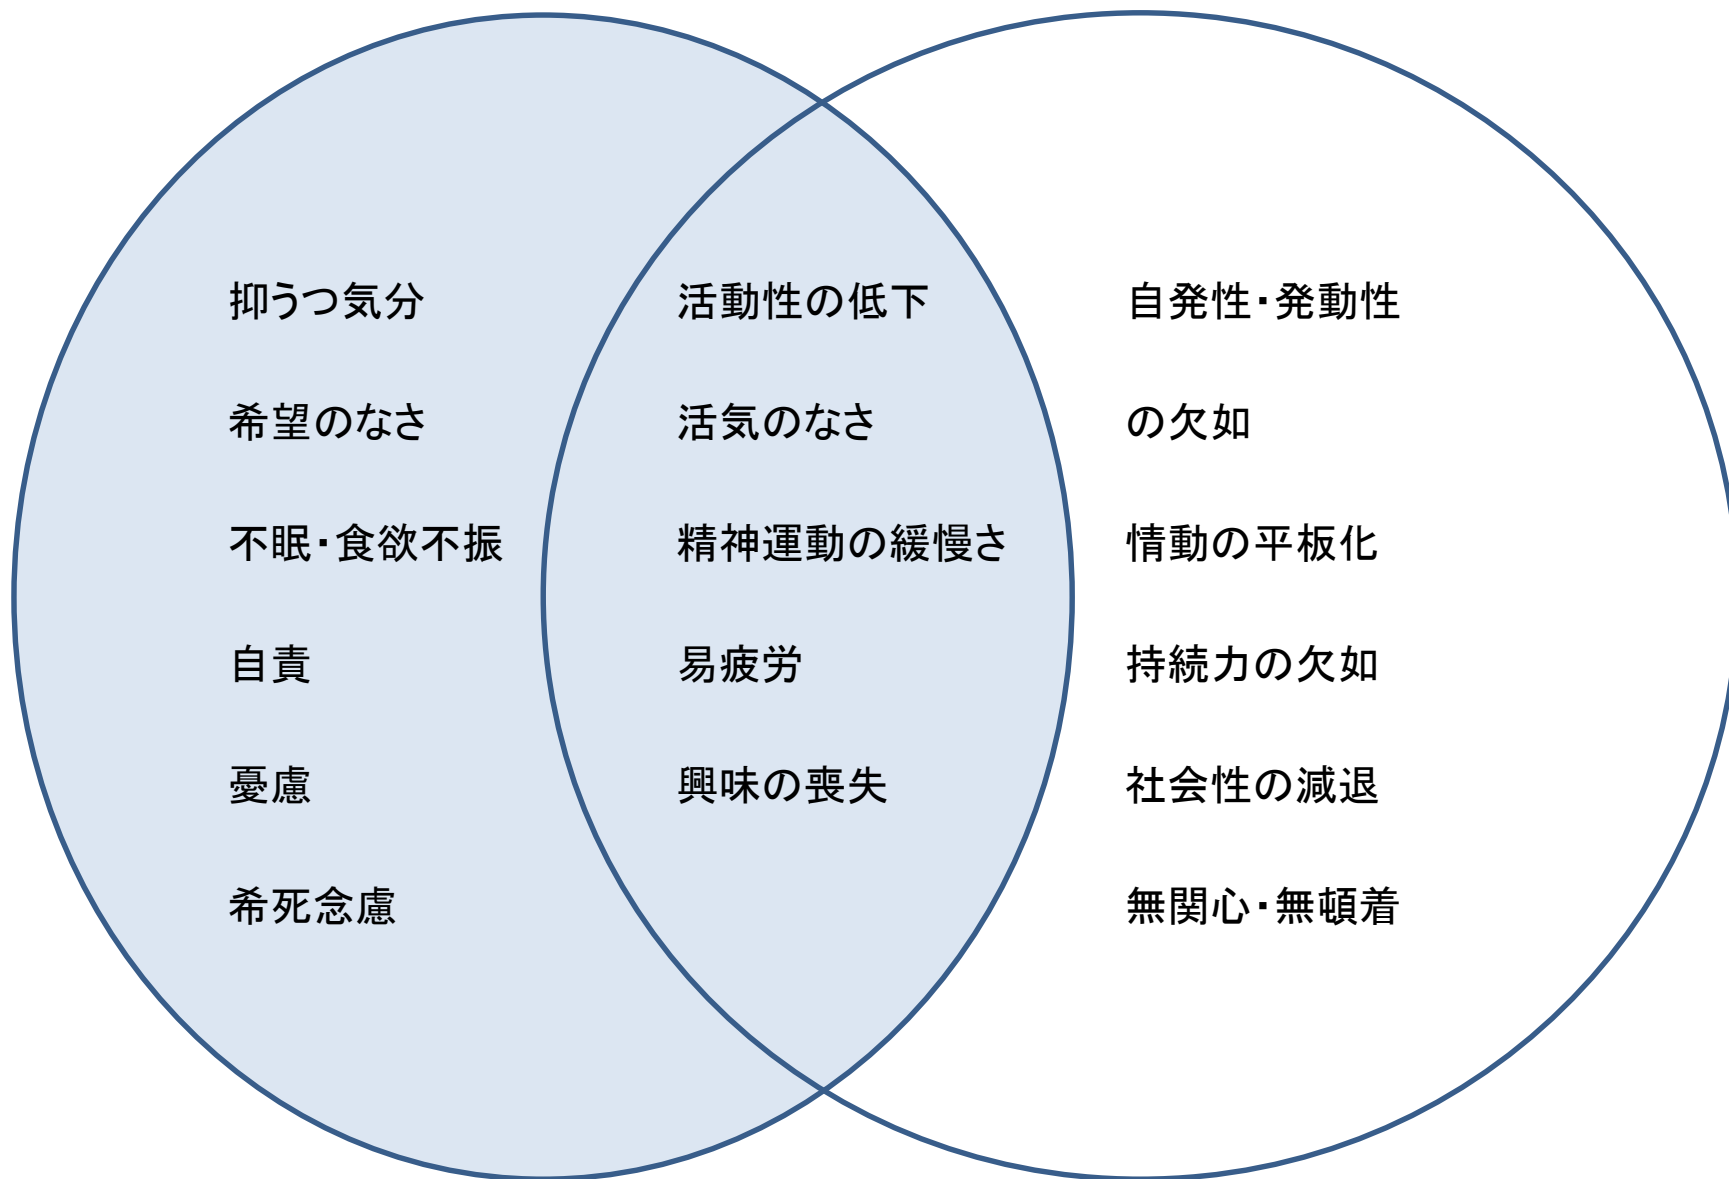 抑うつ気分
希望のなさ
不眠・食欲不振
自責
憂慮
希死念慮
活動性の低下
活気のなさ
精神運動の緩慢さ
易疲労
興味の喪失
自発性・発動性
の欠如
情動の平板化
持続力の欠如
社会性の減退
無関心・無頓着